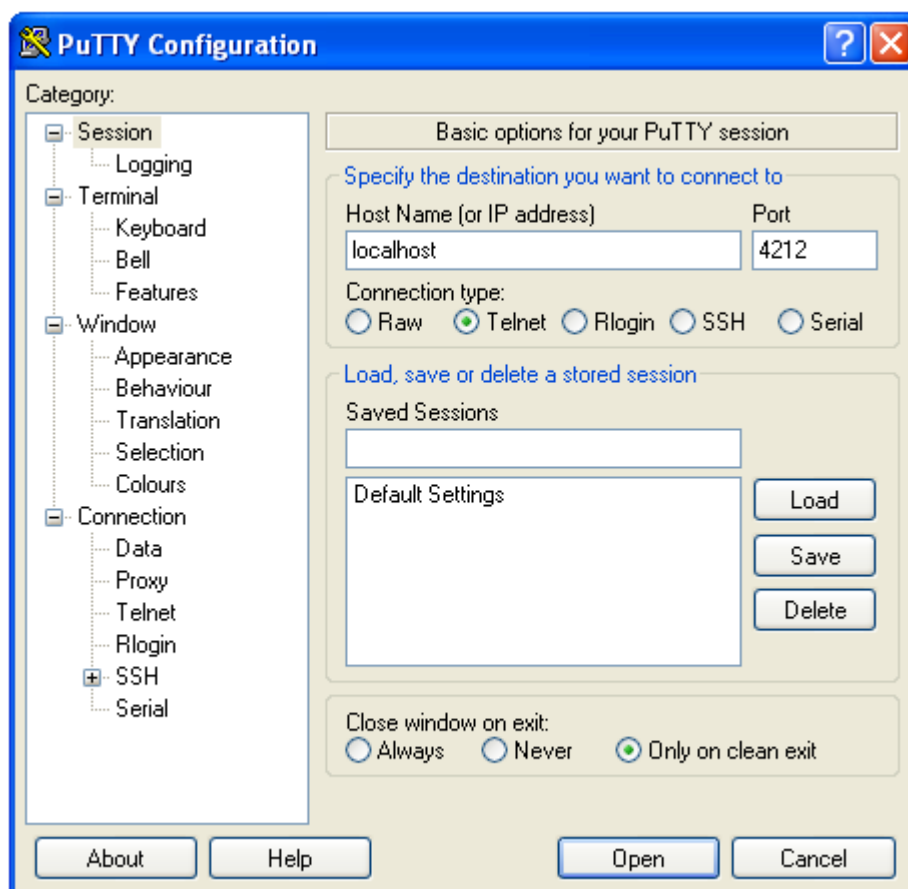 PuTTY Configuration
?
Category:
Session
Logging
Terminal
Keyboard
Bell
Features
Window
Appearance
Behaviour
Translation
Selection
Colours
Connection
Data
Proxy
Telnet
Rlogin
SSH
Serial
Basic options for your PuTTY session
Specify the destination you want to connect to
Host Name (or IP address) Port
localhost 4212
Connection type:
Raw Telnet Rlogin SSH Serial
Load, save or delete a stored session
Saved Sessions
Default Settings
Load
Save
Delete
Close window on exit:
Always Never Only on clean exit
About Help Open Cancel